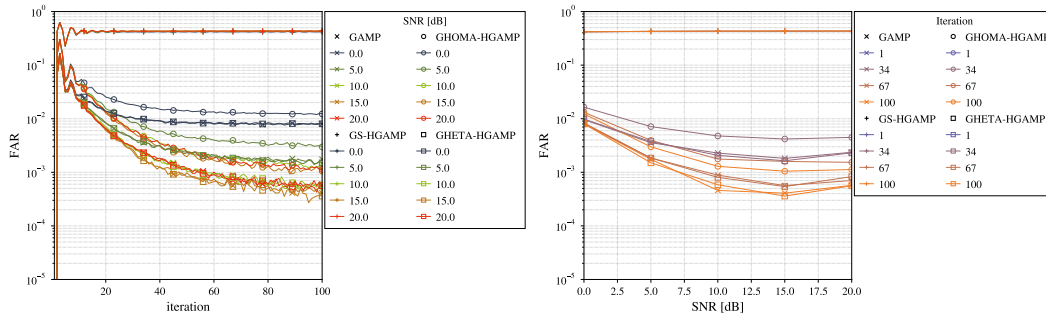 10⁰
10⁻¹
10⁻²
10⁻³
10⁻⁴
10⁻⁵
FAR
20 40 60 80 100
iteration
SNR [dB]
GAMP GHOMA-HGAMP
0.0 0.0
5.0 5.0
10.0 10.0
15.0 15.0
20.0 20.0
GS-HGAMP GHETA-HGAMP
0.0 0.0
5.0 5.0
10.0 10.0
15.0 15.0
20.0 20.0
10⁰
10⁻¹
10⁻²
10⁻³
10⁻⁴
10⁻⁵
FAR
0.0 2.5 5.0 7.5 10.0 12.5 15.0 17.5 20.0
SNR [dB]
Iteration
GAMP GHOMA-HGAMP
1 1
34 34
67 67
100 100
GS-HGAMP GHETA-HGAMP
1 1
34 34
67 67
100 100